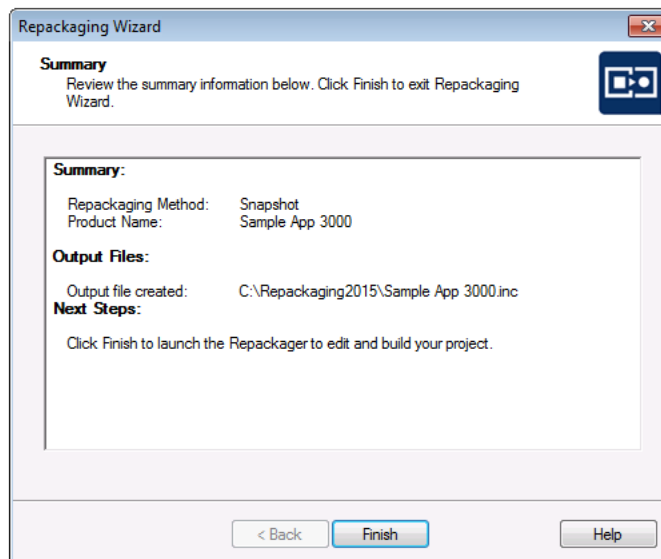 Repackaging Wizard
Summary
Review the summary information below. Click Finish to exit Repackaging
Wizard.
Summary:
Repackaging Method: Snapshot
Product Name: Sample App 3000
Output Files:
Output file created: C:\Repackaging2015\Sample App 3000.inc
Next Steps:
Click Finish to launch the Repackager to edit and build your project.
< Back Finish Help